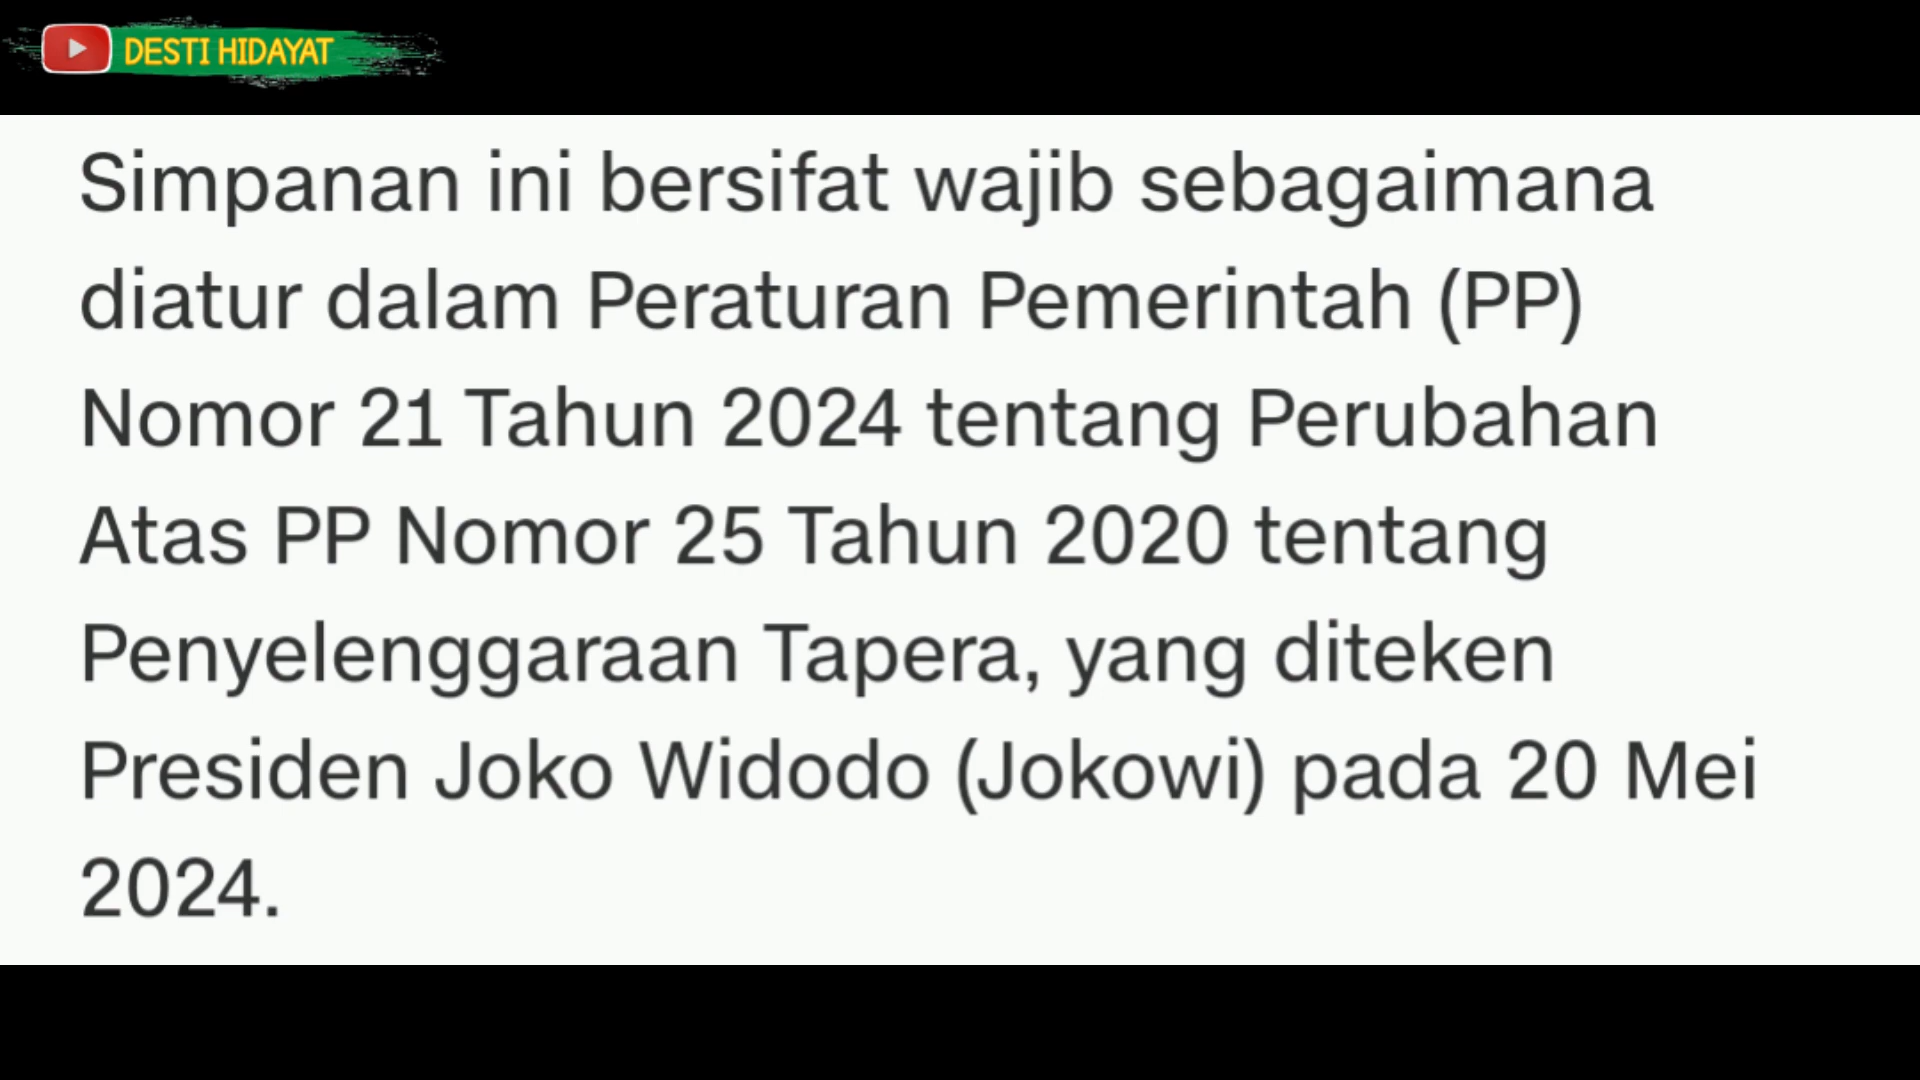 DESTI HIDAYAT
Simpanan ini bersifat wajib sebagaimana
diatur dalam Peraturan Pemerintah (PP)
Nomor 21 Tahun 2024 tentang Perubahan
Atas PP Nomor 25 Tahun 2020 tentang
Penyelenggaraan Tapera, yang diteken
Presiden Joko Widodo (Jokowi) pada 20 Mei
2024.